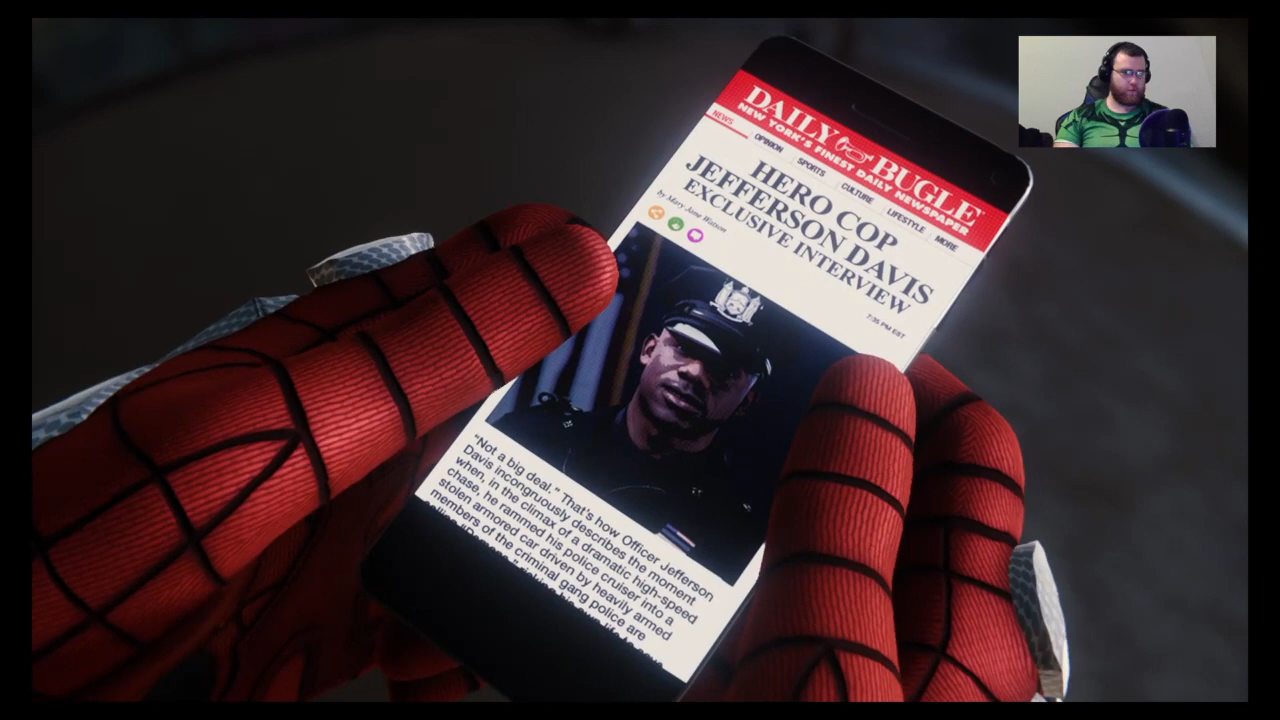 DAILY BUGLE
NEW YORK'S FINEST DAILY NEWSPAPER
NEWS OPINION SPORTS CULTURE LIFESTYLE MORE
HERO COP
JEFFERSON DAVIS
EXCLUSIVE INTERVIEW
by Mary Jane Watson
7:35 PM EST
"Not a big deal." That's how Officer Jefferson
Davis incongruously describes the moment
when, in the climax of a dramatic high-speed
chase, he rammed his police cruiser into a
stolen armored car driven by heavily armed
members of the criminal gang police are